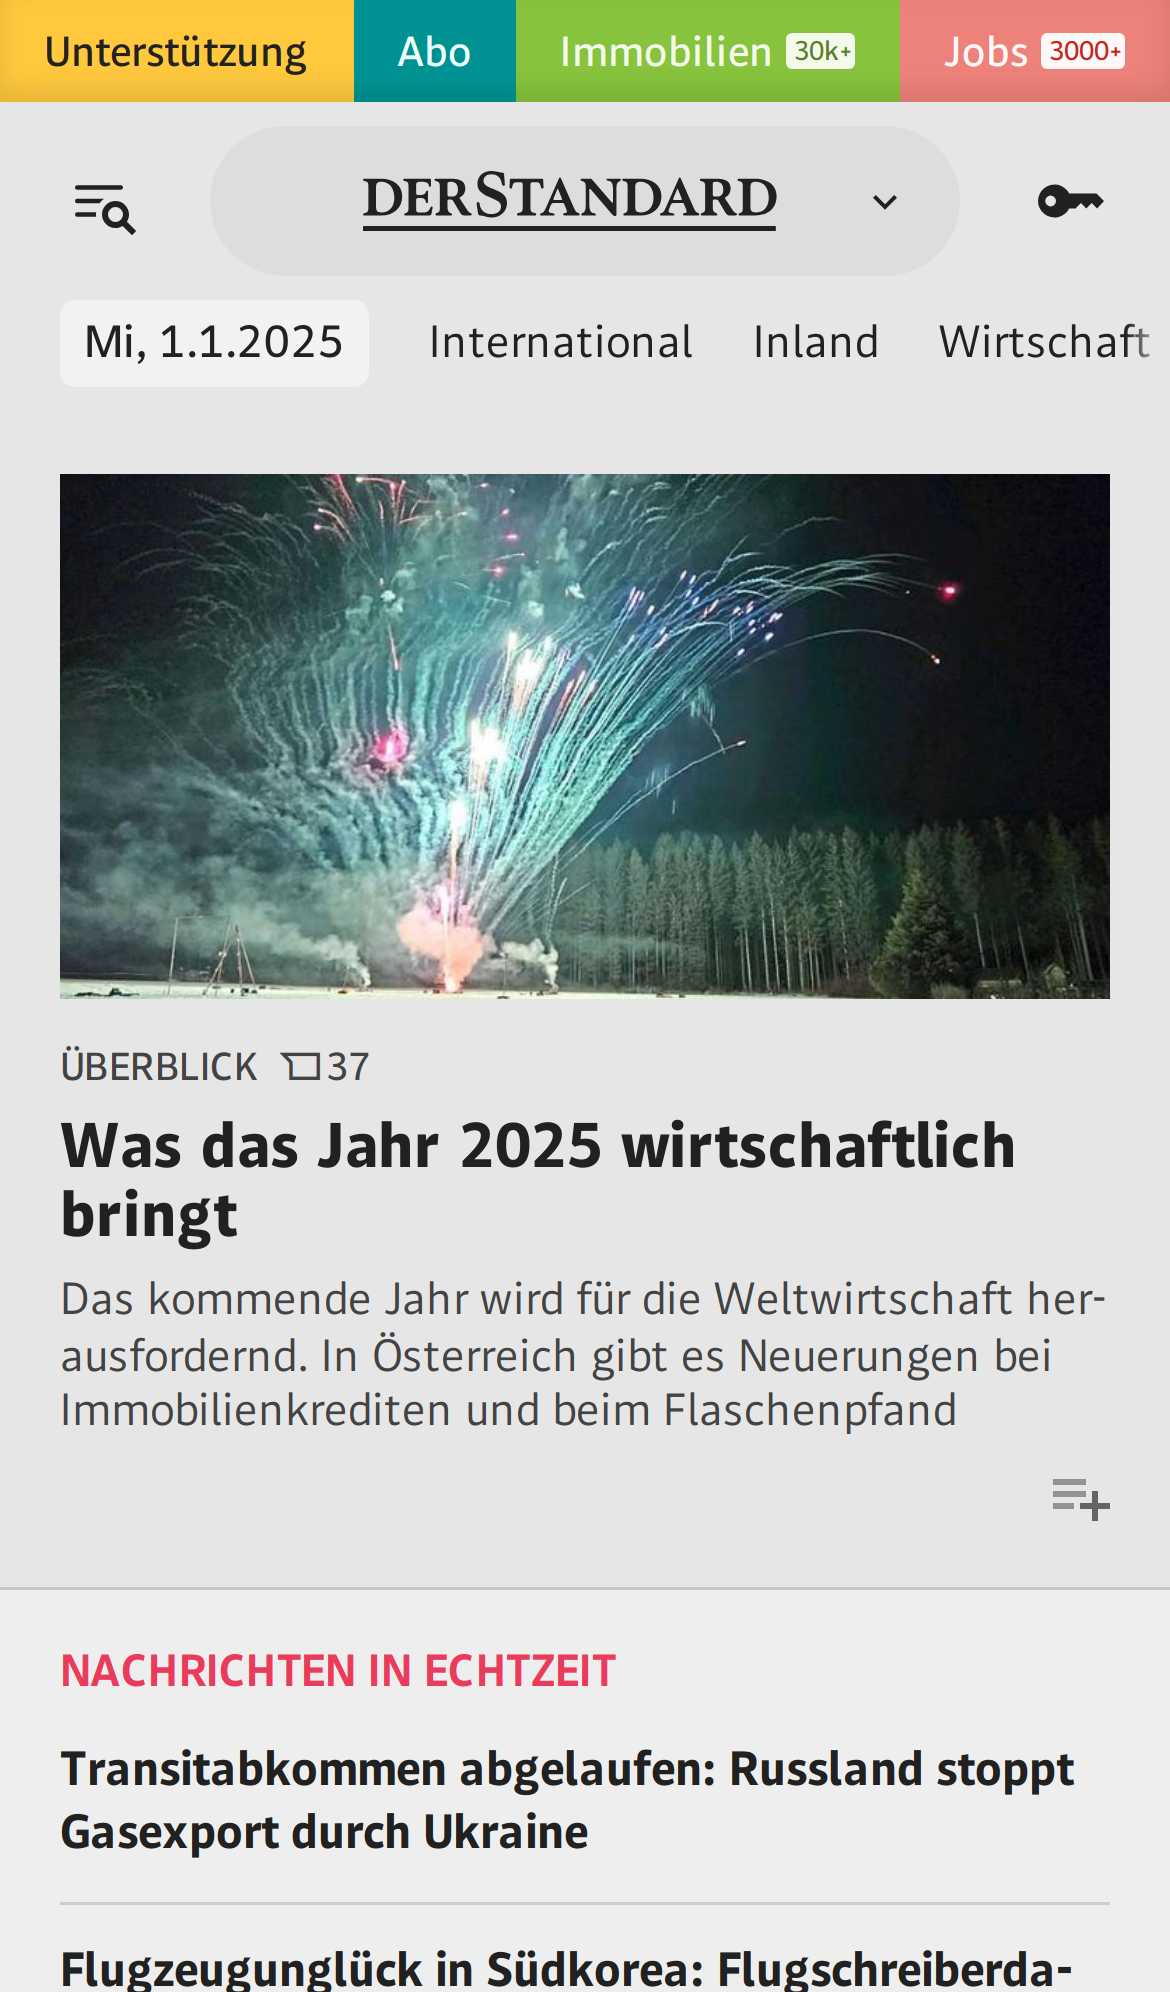 Unterstützung Abo Immobilien 30k+ Jobs 3000+
DERSTANDARD
Mi, 1.1.2025 International Inland Wirtschaft
ÜBERBLICK 37
Was das Jahr 2025 wirtschaftlich
bringt
Das kommende Jahr wird für die Weltwirtschaft her-
ausfordernd. In Österreich gibt es Neuerungen bei
Immobilienkrediten und beim Flaschenpfand
NACHRICHTEN IN ECHTZEIT
Transitabkommen abgelaufen: Russland stoppt
Gasexport durch Ukraine
Flugzeugunglück in Südkorea: Flugschreiberda-